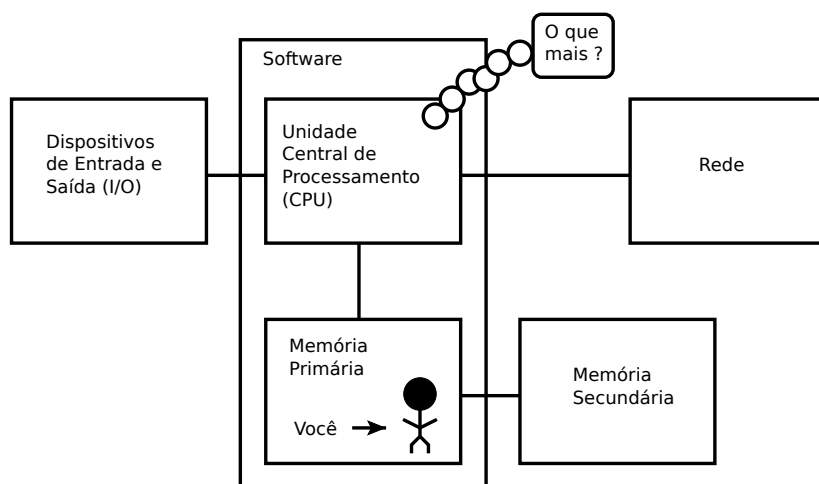 O que
mais ?
Software
Dispositivos
de Entrada e
Saída (I/O)
Unidade
Central de
Processamento
(CPU)
Rede
Memória
Primária
Você
Memória
Secundária